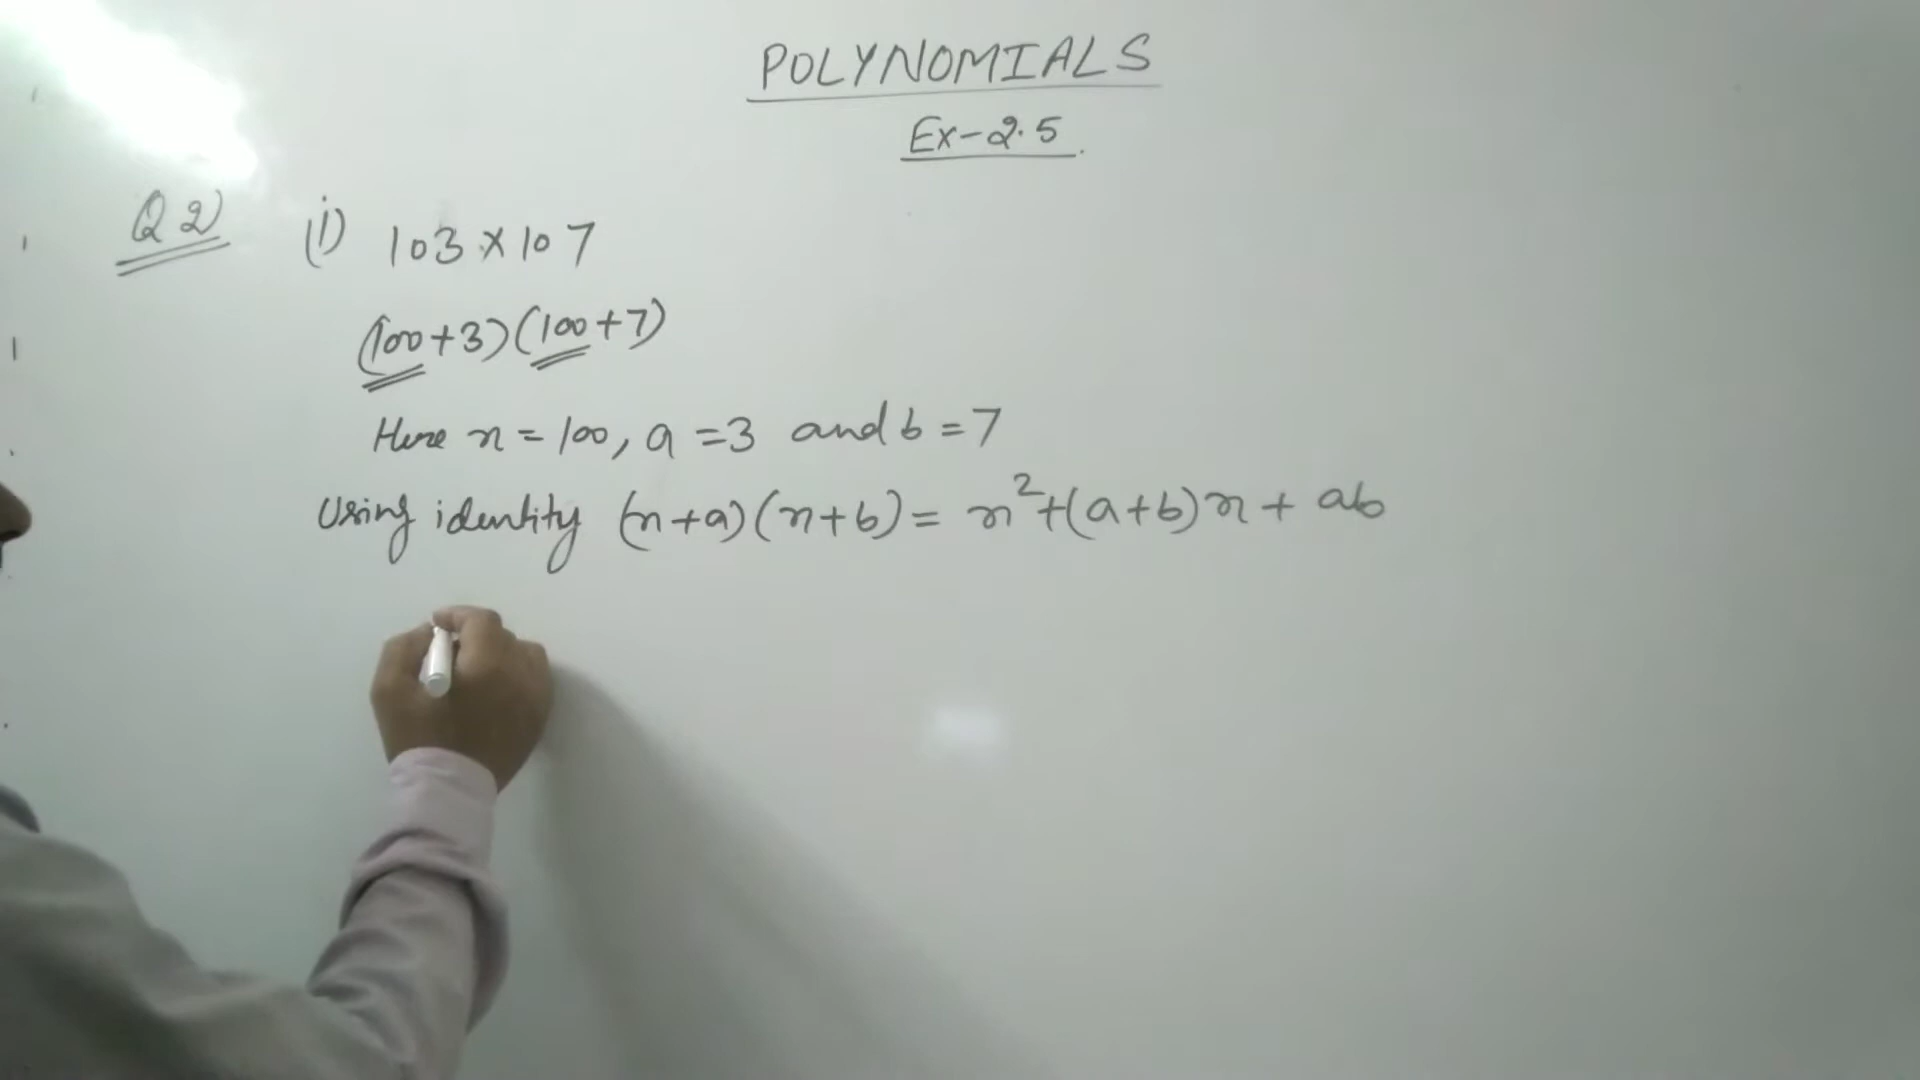 POLYNOMIALS
Ex-2.5
Q2 (i) 103 × 107
(100+3)(100+7)
Here x = 100, a = 3 and b = 7
Using identity (x+a)(x+b) = x²+(a+b)x + ab